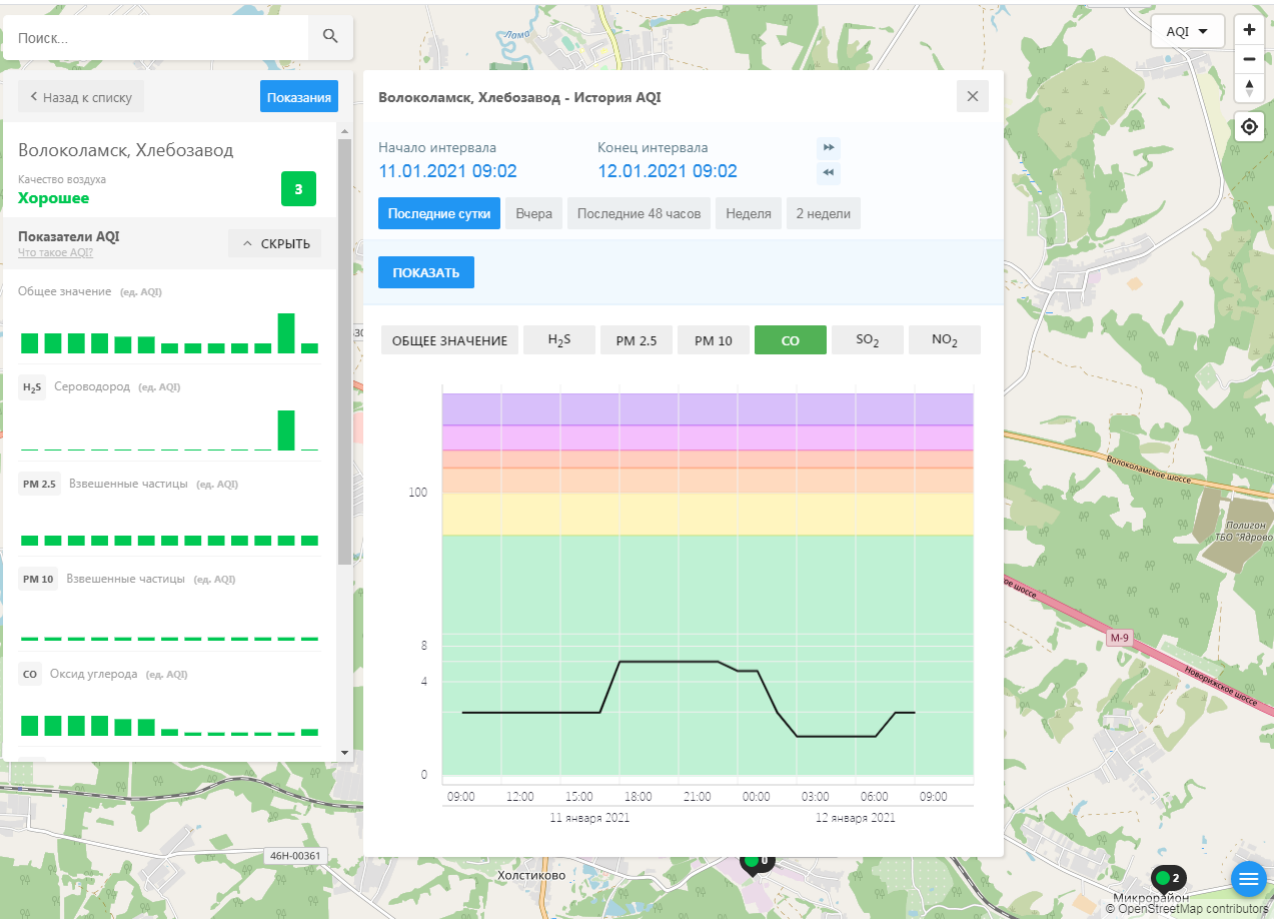 Поиск...
AQI
Назад к списку
Показания
Волоколамск, Хлебозавод
Качество воздуха
Хорошее
3
Показатели AQI
Что такое AQI?
СКРЫТЬ
Общее значение (ед. AQI)
H2S Сероводород (ед. AQI)
PM 2.5 Взвешенные частицы (ед. AQI)
PM 10 Взвешенные частицы (ед. AQI)
CO Оксид углерода (ед. AQI)
Волоколамск, Хлебозавод - История AQI
Начало интервала
11.01.2021 09:02
Конец интервала
12.01.2021 09:02
Последние сутки
Вчера
Последние 48 часов
Неделя
2 недели
ПОКАЗАТЬ
ОБЩЕЕ ЗНАЧЕНИЕ
H2S
PM 2.5
PM 10
CO
SO2
NO2
100
8
4
0
09:00 12:00 15:00 18:00 21:00 00:00 03:00 06:00 09:00
11 января 2021 12 января 2021
Лама
Волоколамское шоссе
Полигон
ТБО "Ядрово"
М-9
Новорижское шоссе
46Н-00361
Холстиково
0
2
Микрорайон
© OpenStreetMap contributors